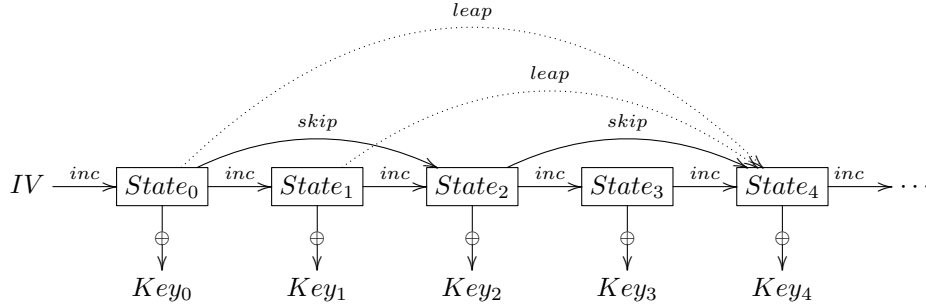 leap
leap
skip skip
IV inc State₀ inc State₁ inc State₂ inc State₃ inc State₄ inc ⋯
⊕ ⊕ ⊕ ⊕ ⊕
Key₀ Key₁ Key₂ Key₃ Key₄